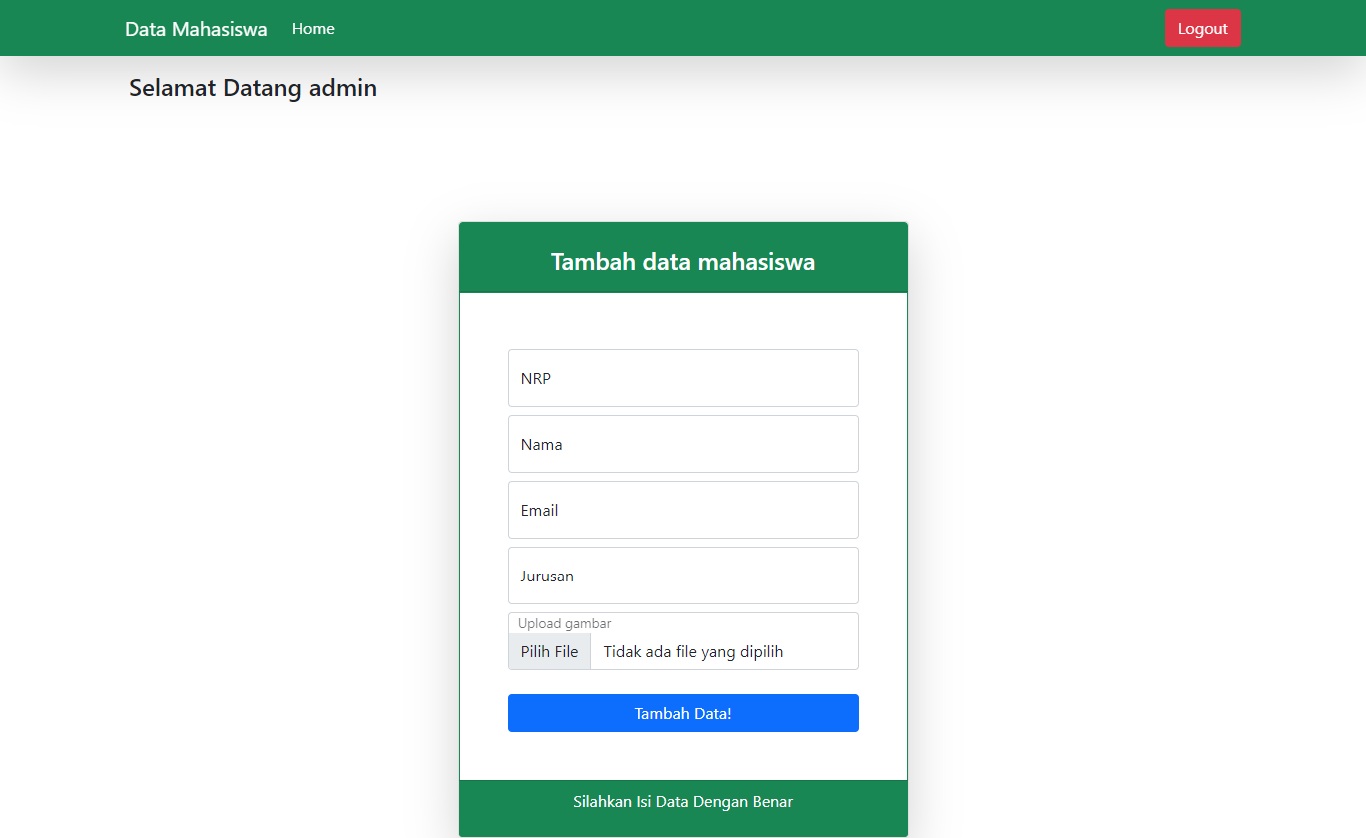 Data Mahasiswa Home Logout
Selamat Datang admin
Tambah data mahasiswa
NRP
Nama
Email
Jurusan
Upload gambar
Pilih File Tidak ada file yang dipilih
Tambah Data!
Silahkan Isi Data Dengan Benar